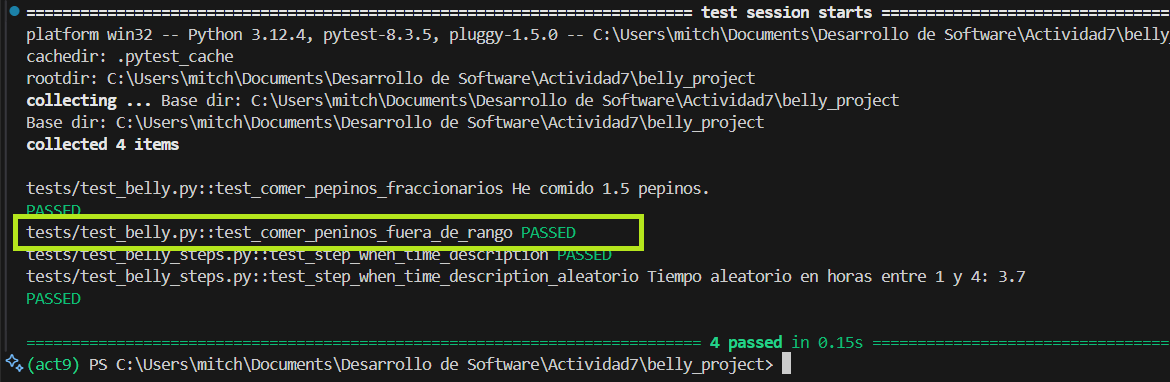 ============================ test session starts ============================
platform win32 -- Python 3.12.4, pytest-8.3.5, pluggy-1.5.0 -- C:\Users\mitch\Documents\Desarrollo de Software\Actividad7\belly_
cachedir: .pytest_cache
rootdir: C:\Users\mitch\Documents\Desarrollo de Software\Actividad7\belly_project
collecting ... Base dir: C:\Users\mitch\Documents\Desarrollo de Software\Actividad7\belly_project
Base dir: C:\Users\mitch\Documents\Desarrollo de Software\Actividad7\belly_project
collected 4 items
tests/test_belly.py::test_comer_pepinos_fraccionarios He comido 1.5 pepinos.
PASSED
tests/test_belly.py::test_comer_peninos_fuera_de_rango PASSED
tests/test_belly_steps.py::test_step_when_time_description PASSED
tests/test_belly_steps.py::test_step_when_time_description_aleatorio Tiempo aleatorio en horas entre 1 y 4: 3.7
PASSED
============================ 4 passed in 0.15s ============================
(act9) PS C:\Users\mitch\Documents\Desarrollo de Software\Actividad7\belly_project>